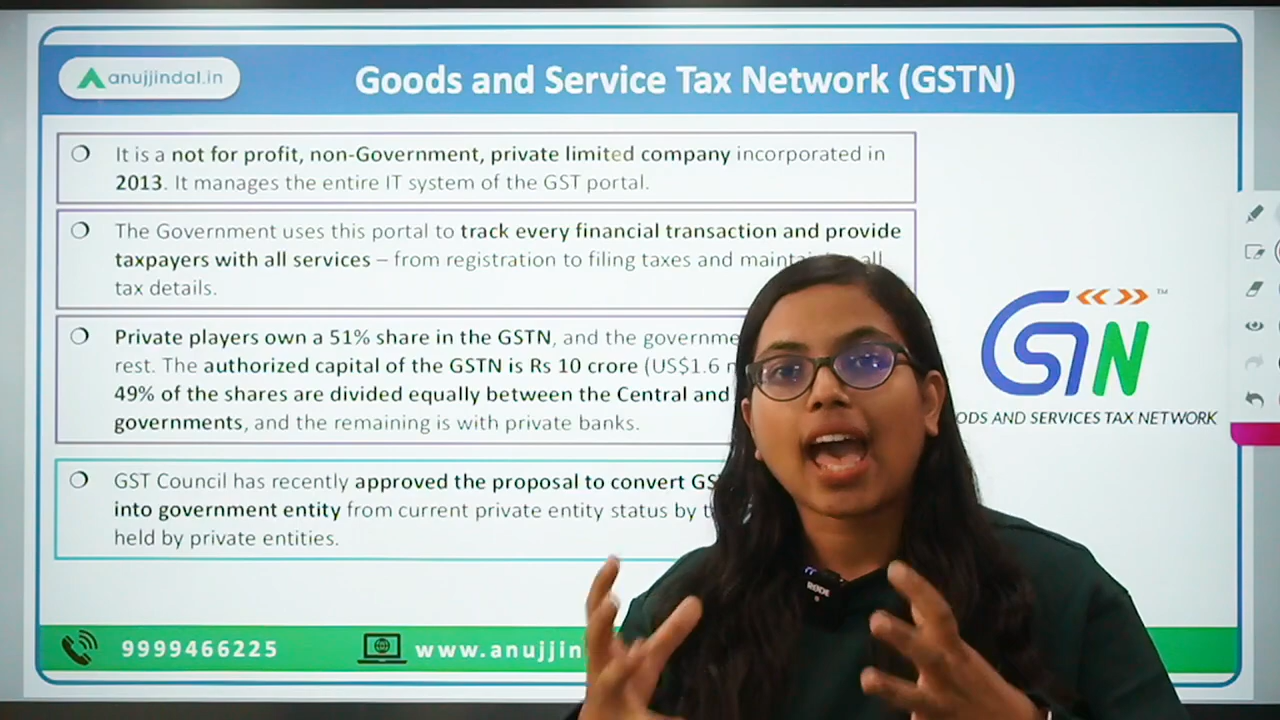 anujjindal.in
Goods and Service Tax Network (GSTN)
It is a not for profit, non-Government, private limited company incorporated in
2013. It manages the entire IT system of the GST portal.
The Government uses this portal to track every financial transaction and provide
taxpayers with all services – from registration to filing taxes and all
tax details.
Private players own a 51% share in the GSTN, and the
rest. The authorized capital of the GSTN is Rs 10 crore (US$1.6
49% of the shares are divided equally between the Central and
governments, and the remaining is with private banks.
GST Council has recently approved the proposal to convert
into government entity from current private entity status by
held by private entities.
GSTN TM
AND SERVICES TAX NETWORK
RODE
9999466225